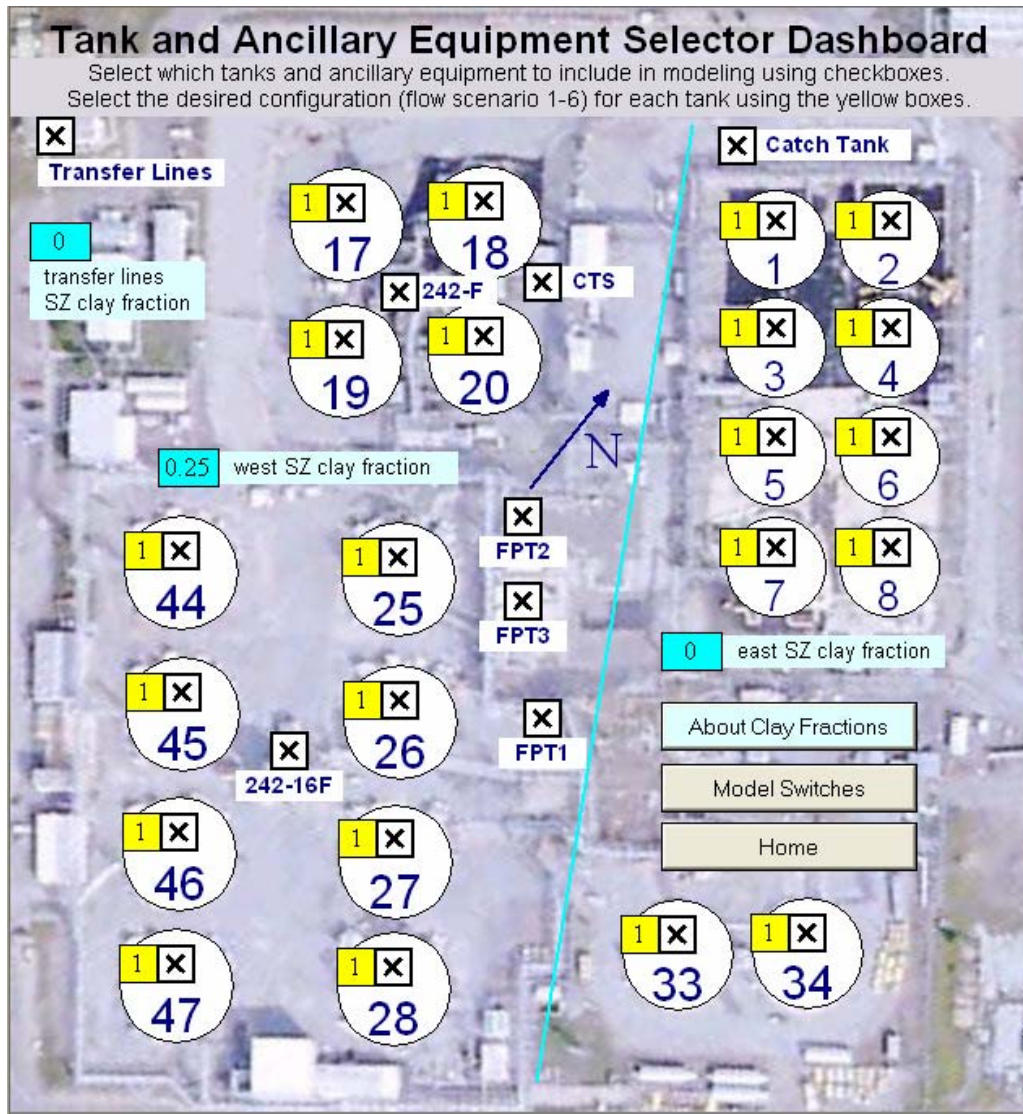 Tank and Ancillary Equipment Selector Dashboard
Select which tanks and ancillary equipment to include in modeling using checkboxes.
Select the desired configuration (flow scenario 1-6) for each tank using the yellow boxes.
Transfer Lines
Catch Tank
0
transfer lines
SZ clay fraction
1
17
1
18
242-F
CTS
1
19
1
20
1
1
1
2
1
3
1
4
1
5
1
6
1
7
1
8
N
0.25 west SZ clay fraction
FPT2
FPT3
FPT1
1
44
1
25
1
45
1
26
242-16F
1
46
1
27
1
47
1
28
0 east SZ clay fraction
About Clay Fractions
Model Switches
Home
1
33
1
34